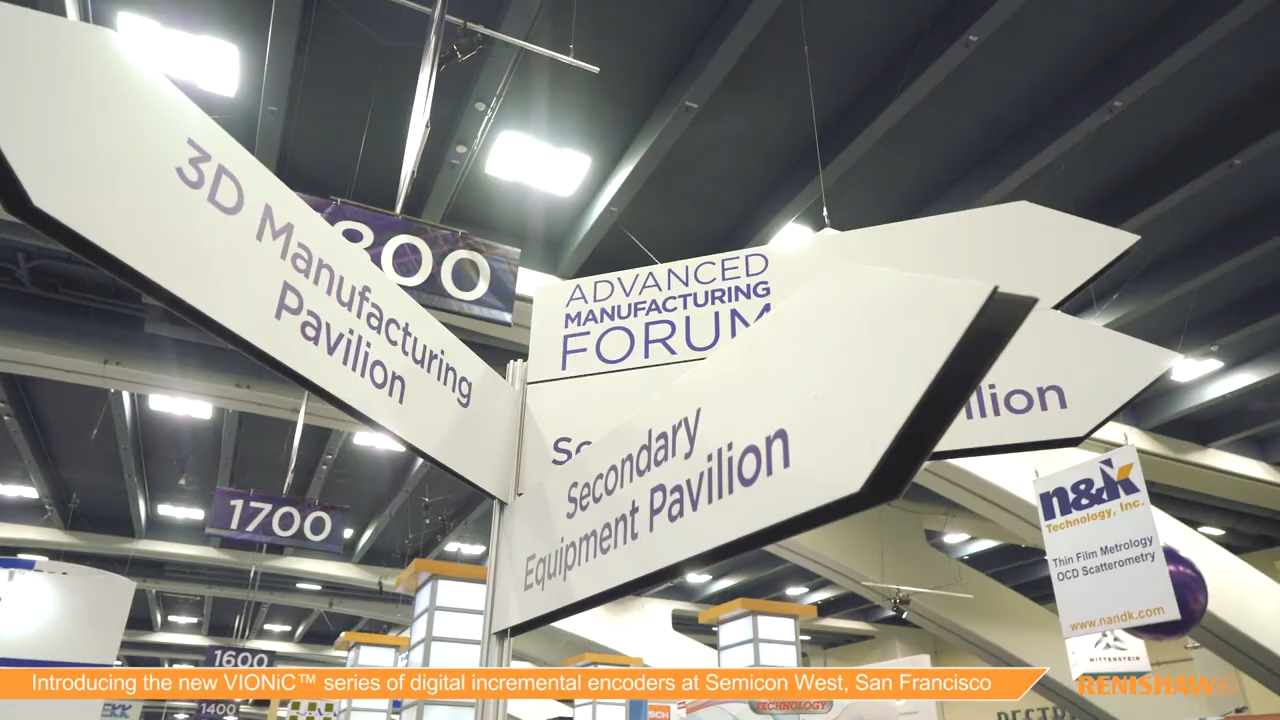 3D Manufacturing
Pavilion
800
ADVANCED
MANUFACTURING
FORUM
Secondary
Equipment Pavilion
ilion
1700
1600
1400
n&k
Technology, Inc.
Thin Film Metrology
OCD Scatterometry
www.nandk.com
WITTENSTEIN
TECHNOLOGY
Introducing the new VIONiC™ series of digital incremental encoders at Semicon West, San Francisco
RENISHAW